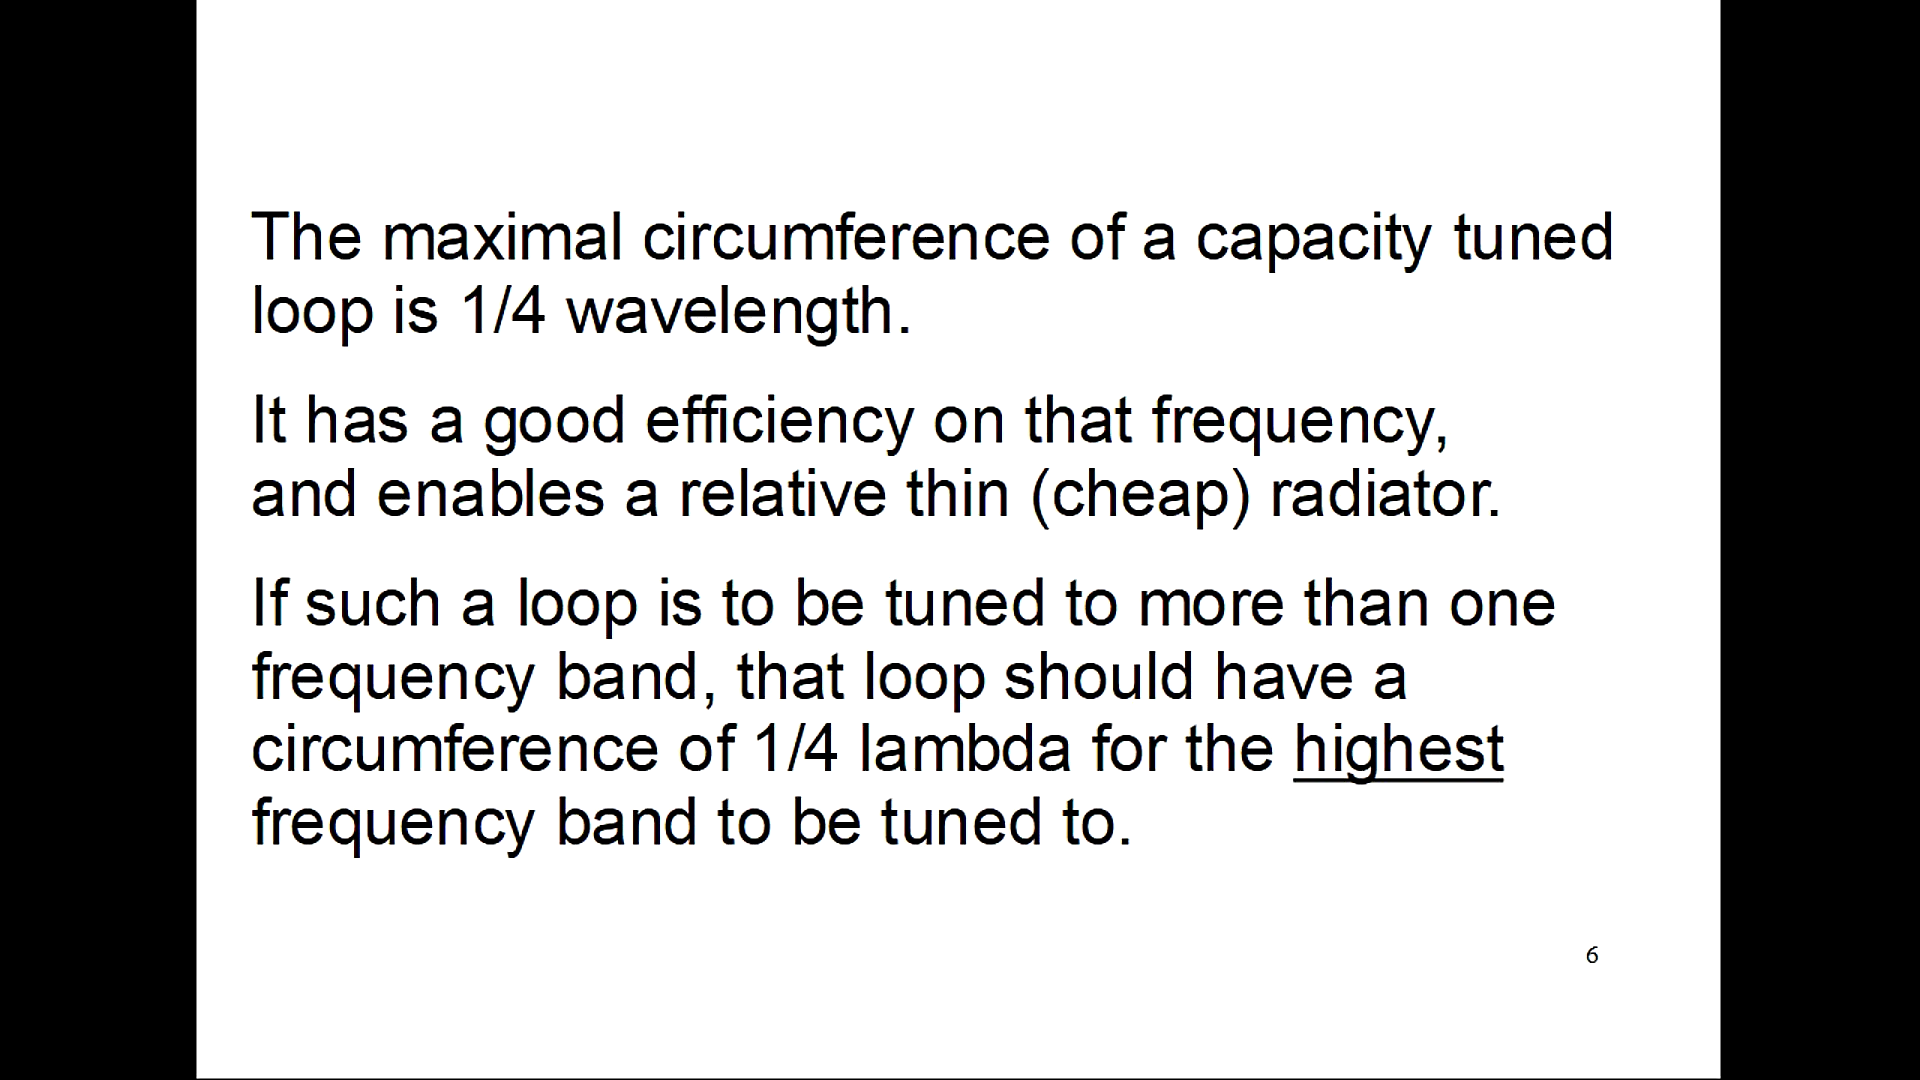 The maximal circumference of a capacity tuned
loop is 1/4 wavelength.
It has a good efficiency on that frequency,
and enables a relative thin (cheap) radiator.
If such a loop is to be tuned to more than one
frequency band, that loop should have a
circumference of 1/4 lambda for the highest
frequency band to be tuned to.
6